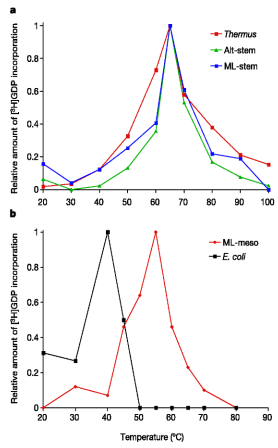 a
Relative amount of [³H]GDP incorporation
1
0.8
0.6
0.4
0.2
0
Thermus
Alt-stem
ML-stem
20 30 40 50 60 70 80 90 100
b
Relative amount of [³H]GDP incorporation
1
0.8
0.6
0.4
0.2
0
ML-meso
E. coli
20 30 40 50 60 70 80 90
Temperature (°C)